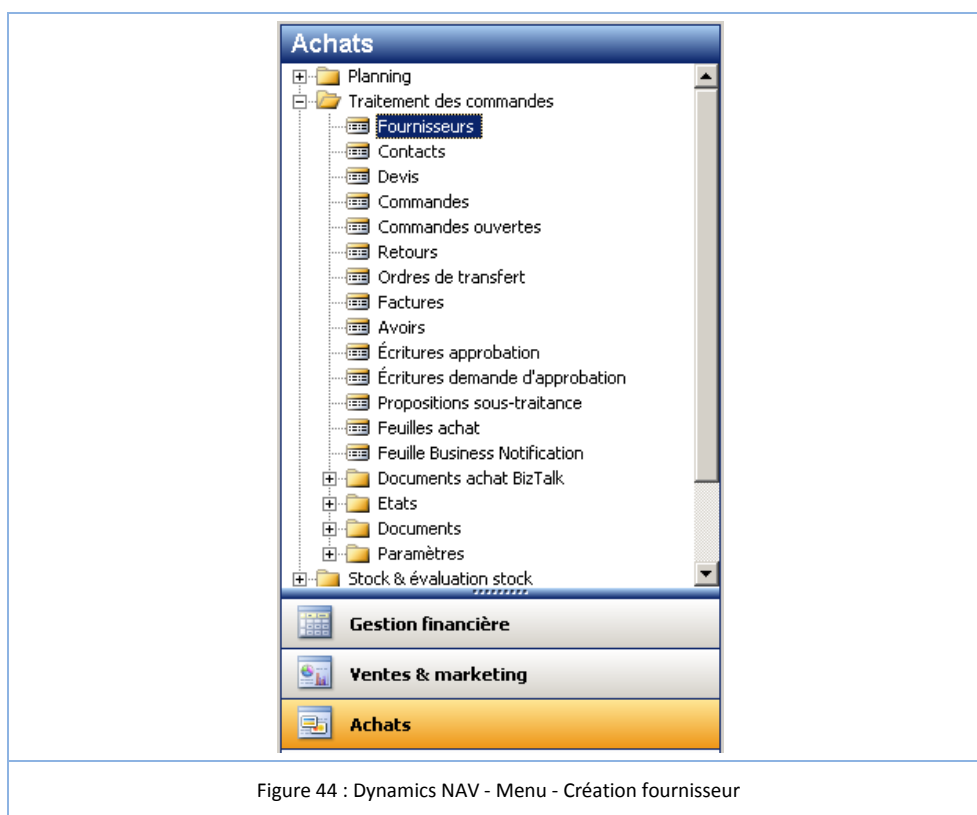 Achats
Planning
Traitement des commandes
Fournisseurs
Contacts
Devis
Commandes
Commandes ouvertes
Retours
Ordres de transfert
Factures
Avoirs
Écritures approbation
Écritures demande d'approbation
Propositions sous-traitance
Feuilles achat
Feuille Business Notification
Documents achat BizTalk
Etats
Documents
Paramètres
Stock & évaluation stock
Gestion financière
Ventes & marketing
Achats
Figure 44 : Dynamics NAV - Menu - Création fournisseur